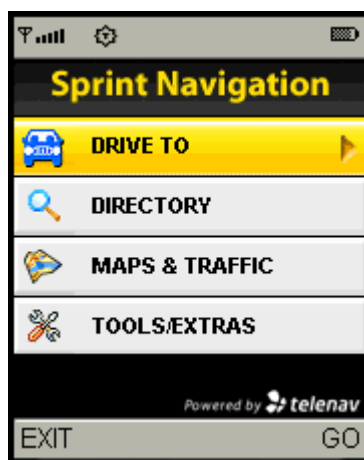 Sprint Navigation
DRIVE TO
DIRECTORY
MAPS & TRAFFIC
TOOLS/EXTRAS
Powered by telenav
EXIT GO